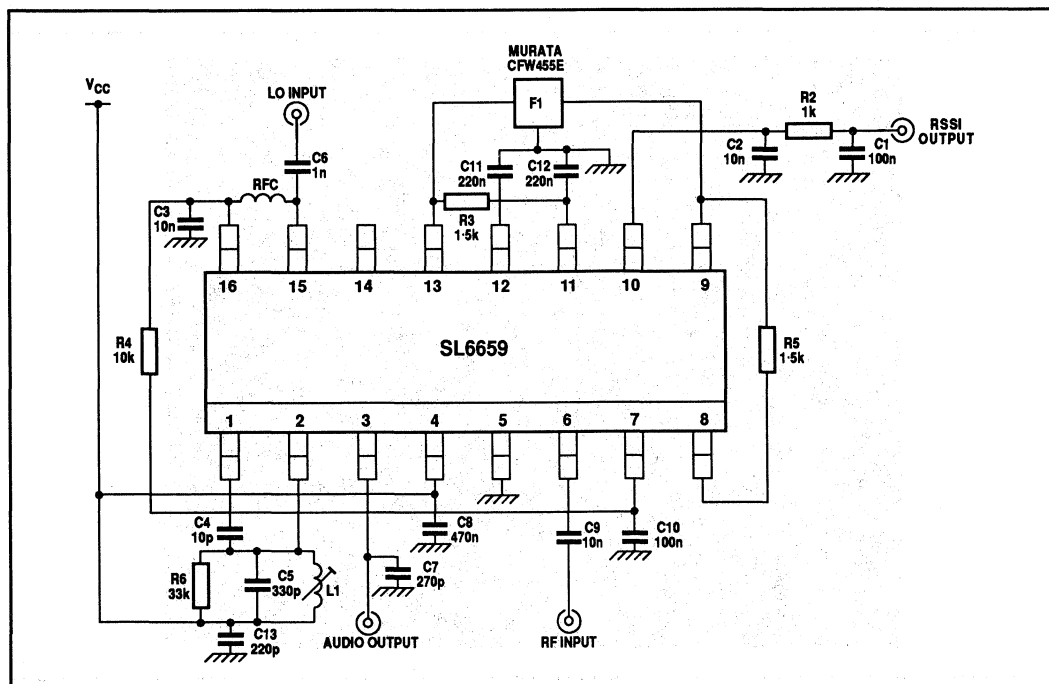 MURATA
CFW455E
V CC
LO INPUT
F1
R2
1k
RSSI
OUTPUT
C6
1n
C2
10n
C1
100n
C11
220n
C12
220n
RFC
C3
10n
R3
1·5k
16 15 14 13 12 11 10 9
R4
10k
SL6659
R5
1·5k
1 2 3 4 5 6 7 8
C4
10p
C8
470n
C9
10n
C10
100n
R6
33k
C5
330p
L1
C7
270p
C13
220p
AUDIO OUTPUT
RF INPUT